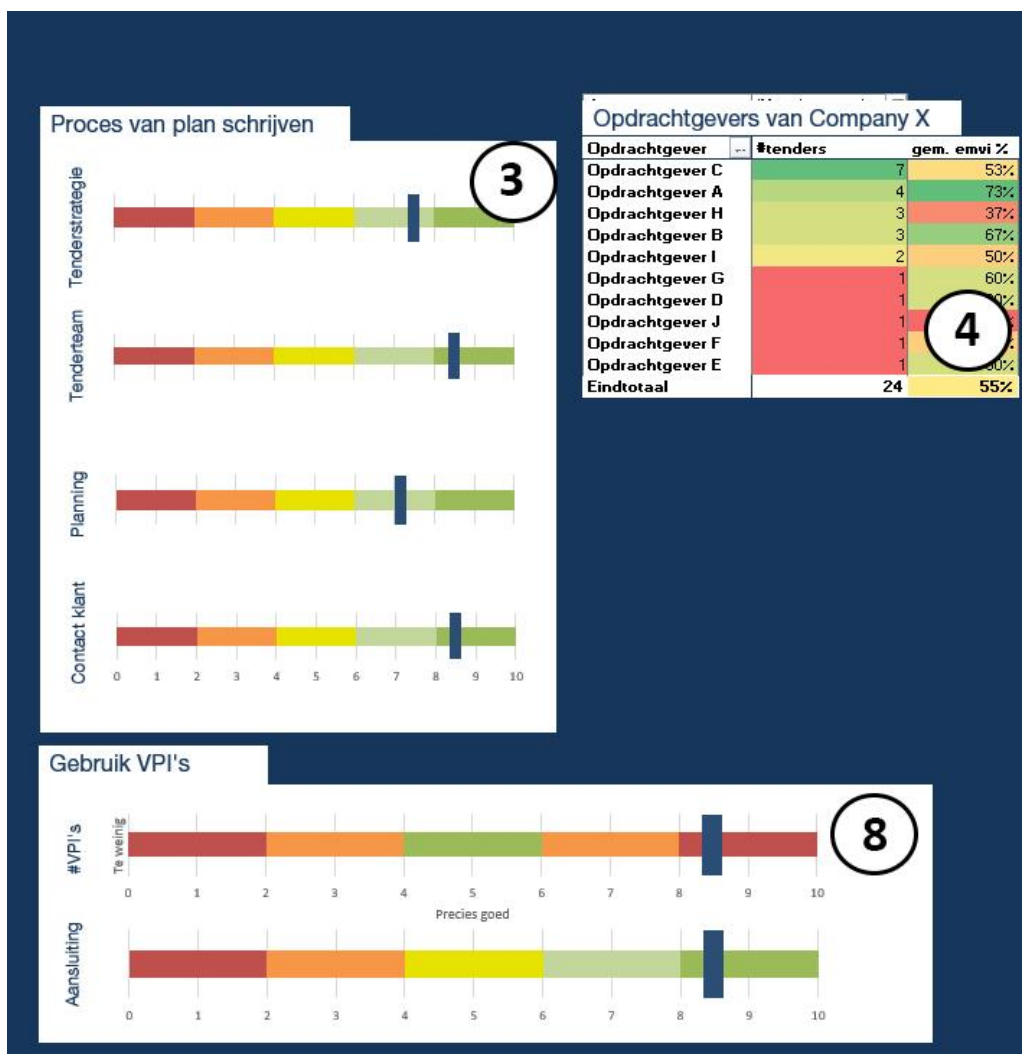 Proces van plan schrijven
3
Tenderstrategie
Tenderteam
Planning
Contact klant
0 1 2 3 4 5 6 7 8 9 10
Opdrachtgevers van Company X
Opdrachtgever #tenders gem. emvi %
Opdrachtgever C 7 53%
Opdrachtgever A 4 73%
Opdrachtgever H 3 37%
Opdrachtgever B 3 67%
Opdrachtgever I 2 50%
Opdrachtgever G 1 60%
Opdrachtgever D 1
Opdrachtgever J 1
Opdrachtgever F 1
Opdrachtgever E 1
Eindtotaal 24 55%
4
Gebruik VPI's
8
#VPI's
Te weinig
0 1 2 3 4 5 6 7 8 9 10
Precies goed
Aansluiting
0 1 2 3 4 5 6 7 8 9 10